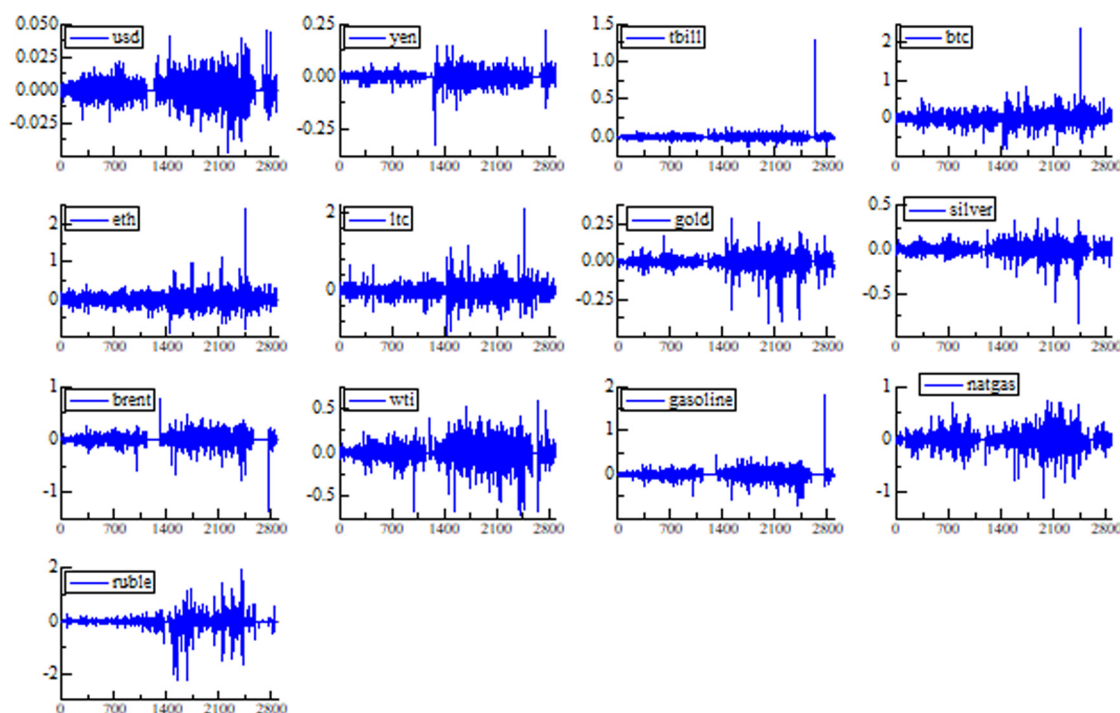 0.050 usd 0.25 yen 1.5 tbill 2 btc
0.025 1.0 1
0.000 0.00 0.5 0
-0.025 -0.25 0.0
0 700 1400 2100 2800 0 700 1400 2100 2800 0 700 1400 2100 2800 0 700 1400 2100 2800
2 eth 2 ltc 0.25 gold 0.5 silver
1 0.00 0.0
0 0 -0.25 -0.5
0 700 1400 2100 2800 0 700 1400 2100 2800 0 700 1400 2100 2800 0 700 1400 2100 2800
1 brent 0.5 wti 2 gasoline 1 natgas
0 0.0 1 0
-1 -0.5 0 -1
0 700 1400 2100 2800 0 700 1400 2100 2800 0 700 1400 2100 2800 0 700 1400 2100 2800
2 ruble
0
-2
0 700 1400 2100 2800